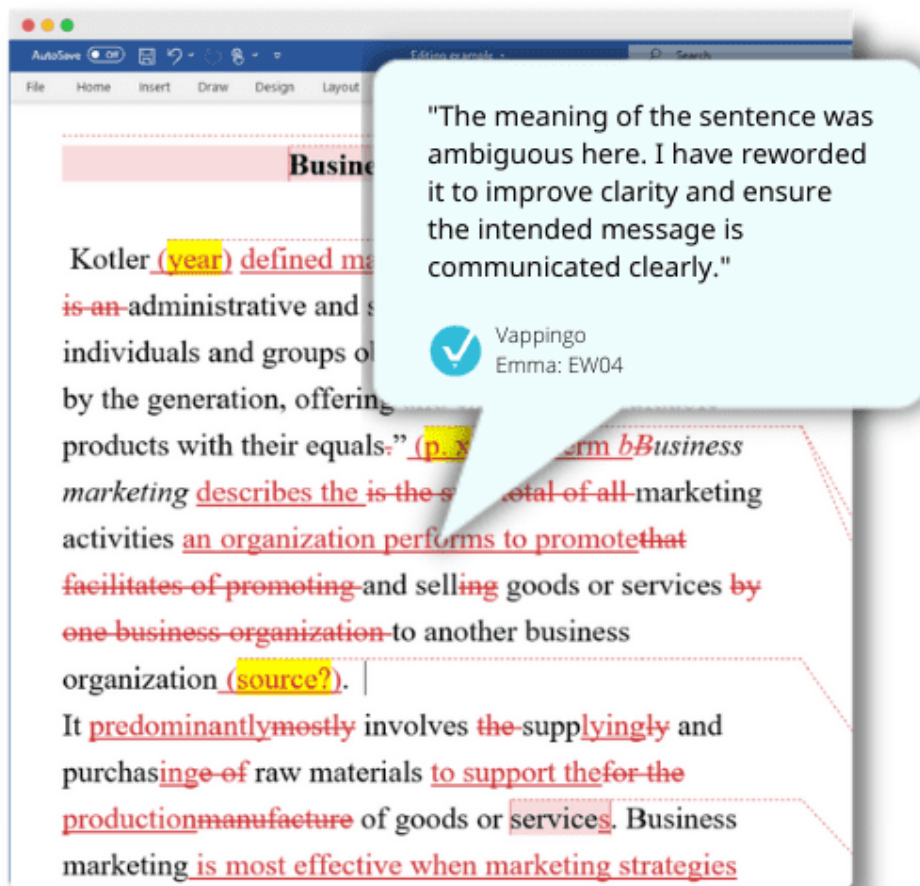 AutoSave Off Editing example Search
File Home Insert Draw Design Layout
"The meaning of the sentence was
ambiguous here. I have reworded
it to improve clarity and ensure
the intended message is
communicated clearly."
Vappingo
Emma: EW04
Kotler (year) defined
is an administrative and
individuals and groups
by the generation, offering
products with their equals." (p. bBusiness
marketing describes the is the total of all marketing
activities an organization performs to promotethat
facilitates of promoting and selling goods or services by
one business organization to another business
organization (source?).
It predominantlymostly involves the supplyingly and
purchasinge of raw materials to support thefor the
productionmanufacture of goods or services. Business
marketing is most effective when marketing strategies